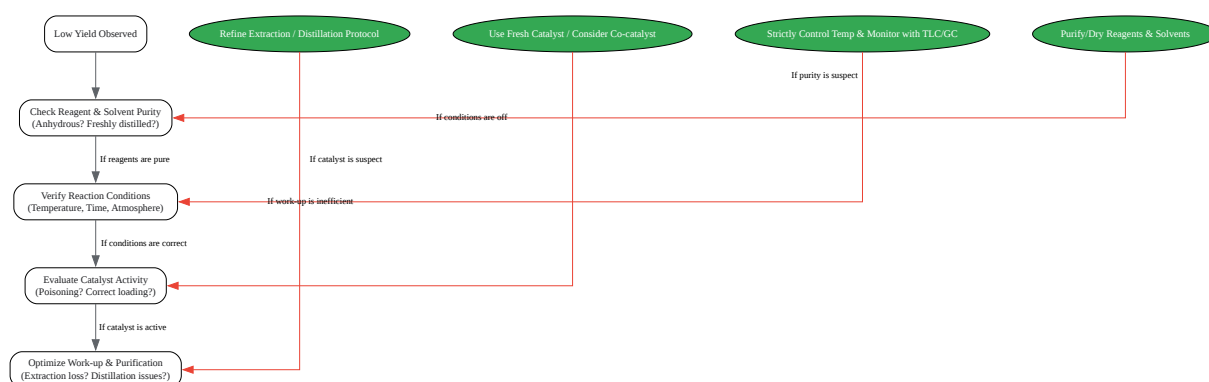 Low Yield Observed
Refine Extraction / Distillation Protocol
Use Fresh Catalyst / Consider Co-catalyst
Strictly Control Temp & Monitor with TLC/GC
Purify/Dry Reagents & Solvents
If purity is suspect
Check Reagent & Solvent Purity
(Anhydrous? Freshly distilled?)
If conditions are off
If reagents are pure
If catalyst is suspect
Verify Reaction Conditions
(Temperature, Time, Atmosphere)
If work-up is inefficient
If conditions are correct
Evaluate Catalyst Activity
(Poisoning? Correct loading?)
If catalyst is active
Optimize Work-up & Purification
(Extraction loss? Distillation issues?)